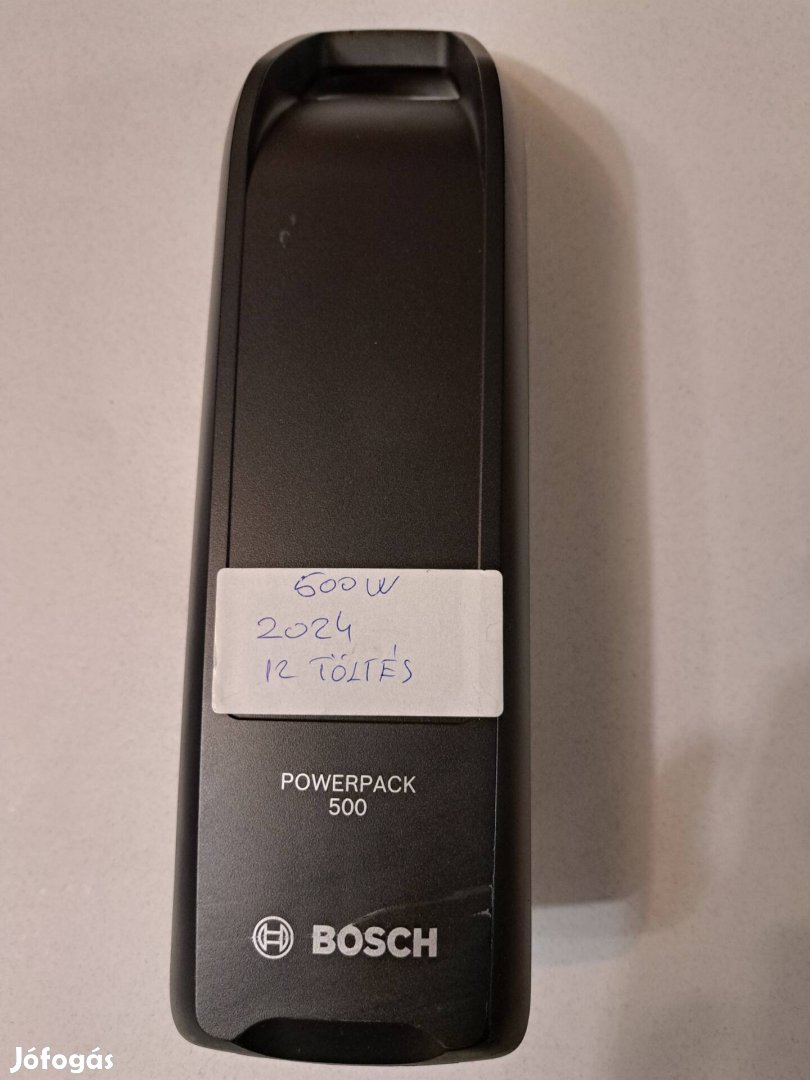 500W
2024
12 TÖLTÉS
POWERPACK
500
BOSCH
Jófogás